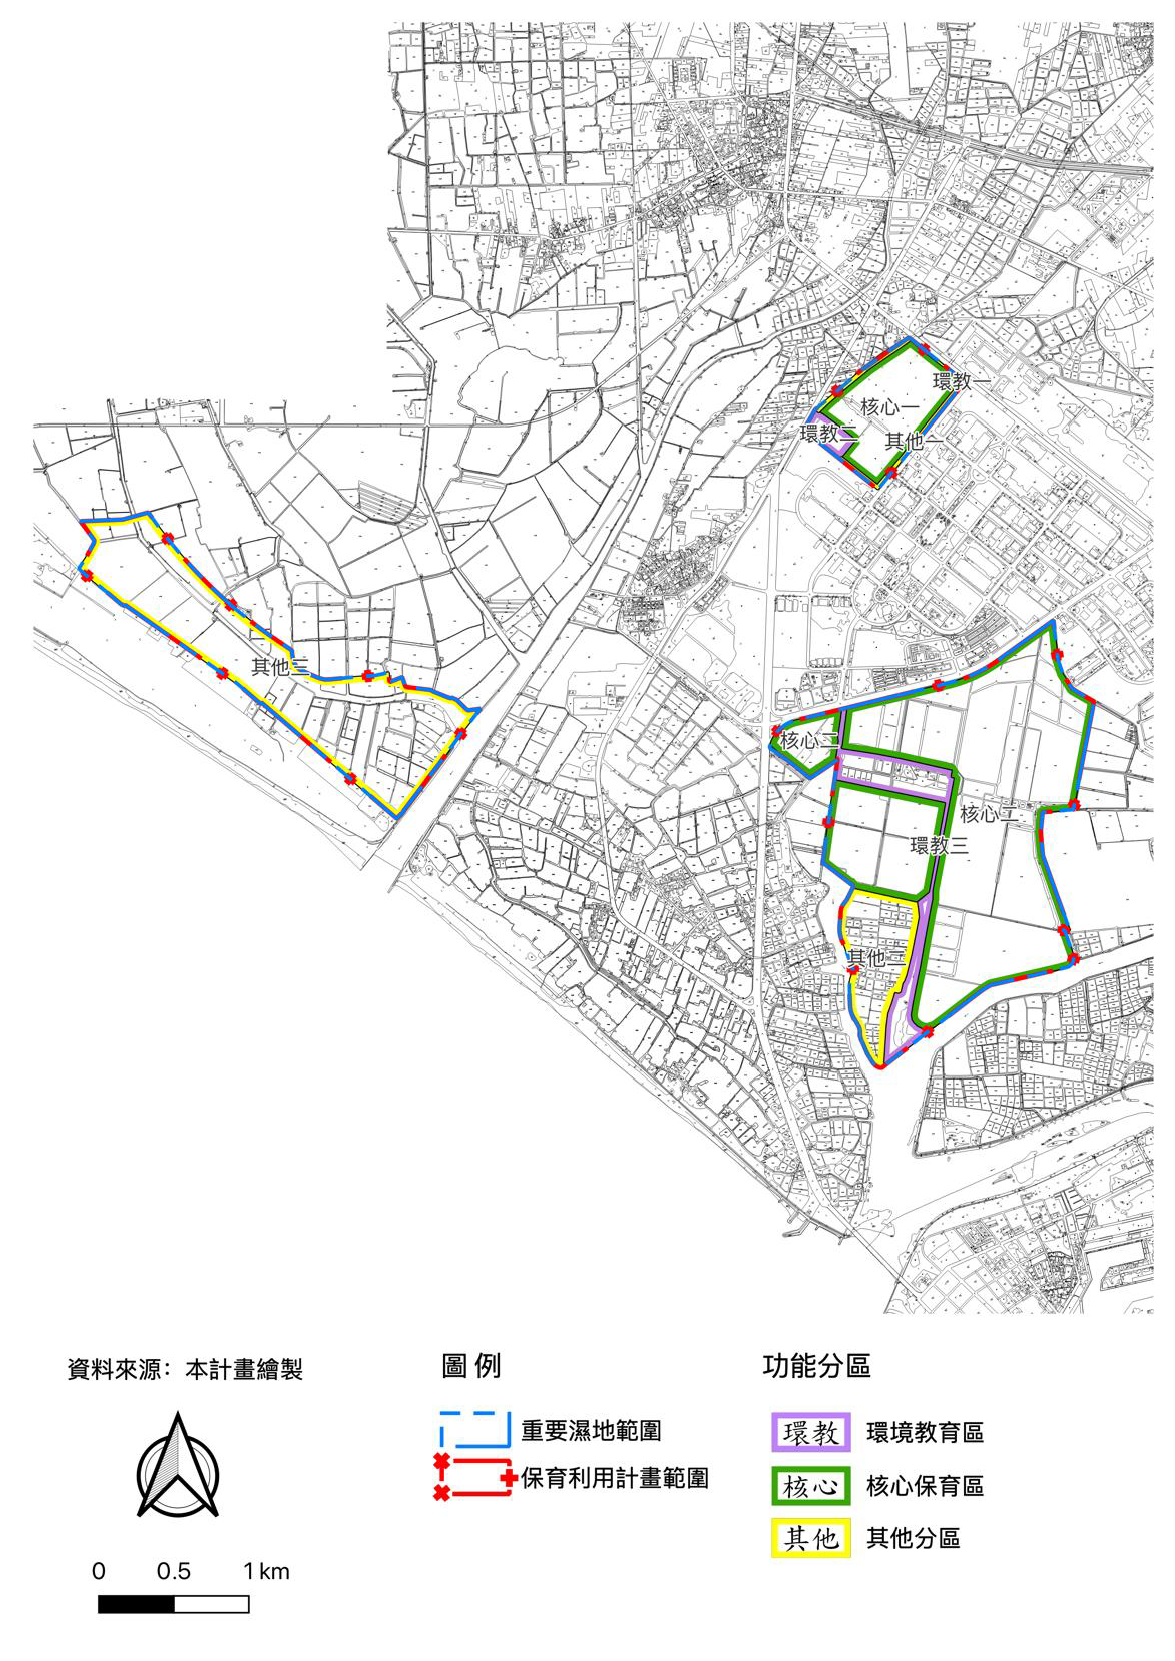 環教一
核心一
環教二
其他一
其他三
核心二
核心二
環教三
其他二
資料來源：本計畫繪製
圖例
功能分區
重要濕地範圍
保育利用計畫範圍
環教 環境教育區
核心 核心保育區
其他 其他分區
0 0.5 1 km